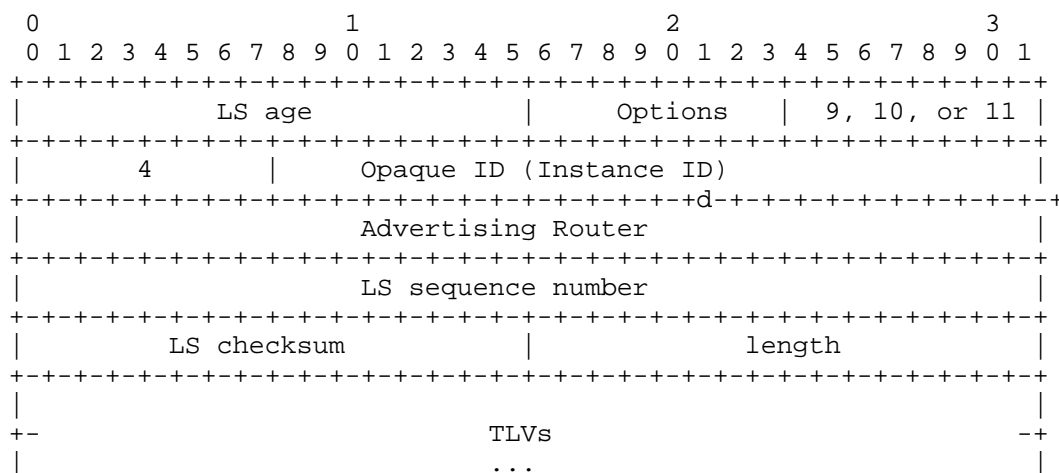 0                   1                   2                   3
 0 1 2 3 4 5 6 7 8 9 0 1 2 3 4 5 6 7 8 9 0 1 2 3 4 5 6 7 8 9 0 1
+-+-+-+-+-+-+-+-+-+-+-+-+-+-+-+-+-+-+-+-+-+-+-+-+-+-+-+-+-+-+-+-+
|            LS age             |     Options   |  9, 10, or 11 |
+-+-+-+-+-+-+-+-+-+-+-+-+-+-+-+-+-+-+-+-+-+-+-+-+-+-+-+-+-+-+-+-+
|       4       |     Opaque ID (Instance ID)                   |
+-+-+-+-+-+-+-+-+-+-+-+-+-+-+-+-+-+-+-+-+-+d-+-+-+-+-+-+-+-+-+-+-+
|                     Advertising Router                        |
+-+-+-+-+-+-+-+-+-+-+-+-+-+-+-+-+-+-+-+-+-+-+-+-+-+-+-+-+-+-+-+-+
|                     LS sequence number                        |
+-+-+-+-+-+-+-+-+-+-+-+-+-+-+-+-+-+-+-+-+-+-+-+-+-+-+-+-+-+-+-+-+
|         LS checksum           |             length            |
+-+-+-+-+-+-+-+-+-+-+-+-+-+-+-+-+-+-+-+-+-+-+-+-+-+-+-+-+-+-+-+-+
|                                                               |
+-                            TLVs                             -+
|                             ...                               |